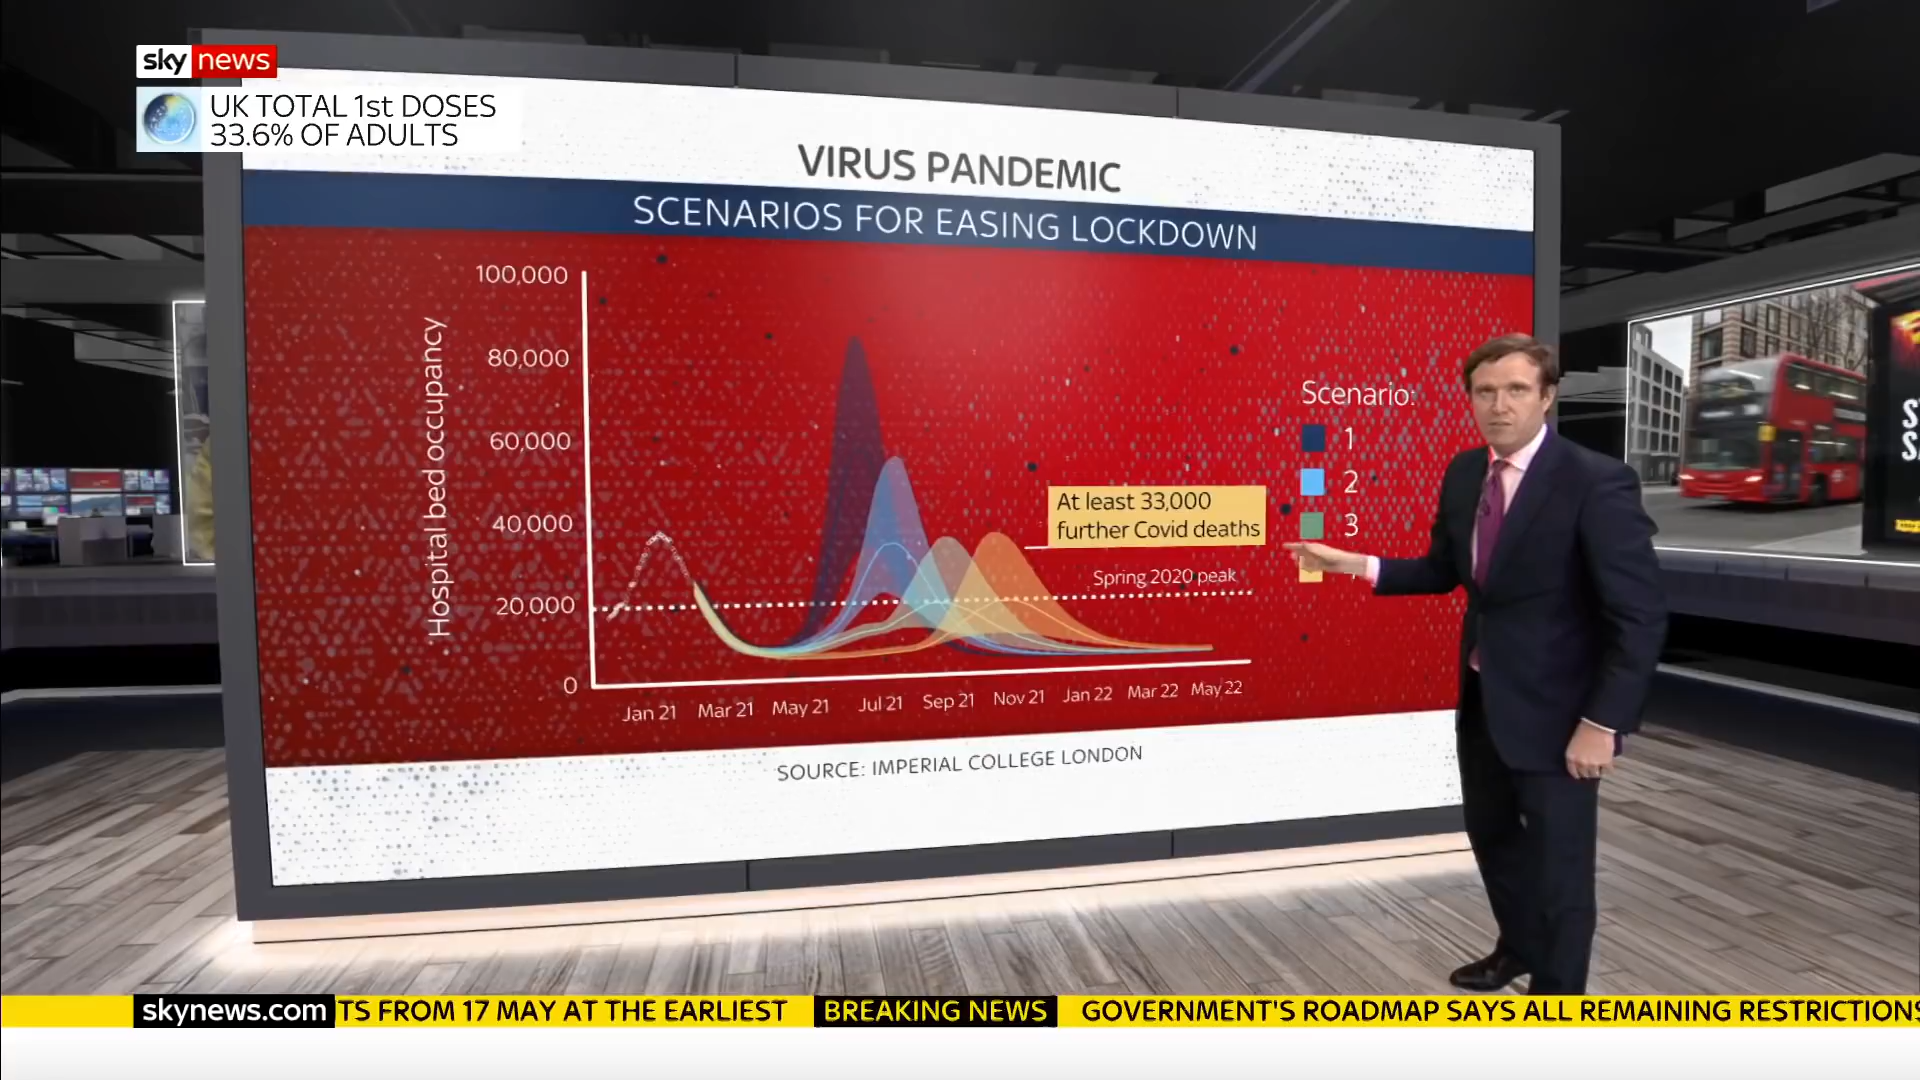 sky news
UK TOTAL 1st DOSES
33.6% OF ADULTS
VIRUS PANDEMIC
SCENARIOS FOR EASING LOCKDOWN
Hospital bed occupancy
100,000
80,000
60,000
40,000
20,000
0
Jan 21 Mar 21 May 21 Jul 21 Sep 21 Nov 21 Jan 22 Mar 22 May 22
At least 33,000
further Covid deaths
Spring 2020 peak
Scenario:
1
2
3
SOURCE: IMPERIAL COLLEGE LONDON
skynews.com TS FROM 17 MAY AT THE EARLIEST BREAKING NEWS GOVERNMENT'S ROADMAP SAYS ALL REMAINING RESTRICTIONS